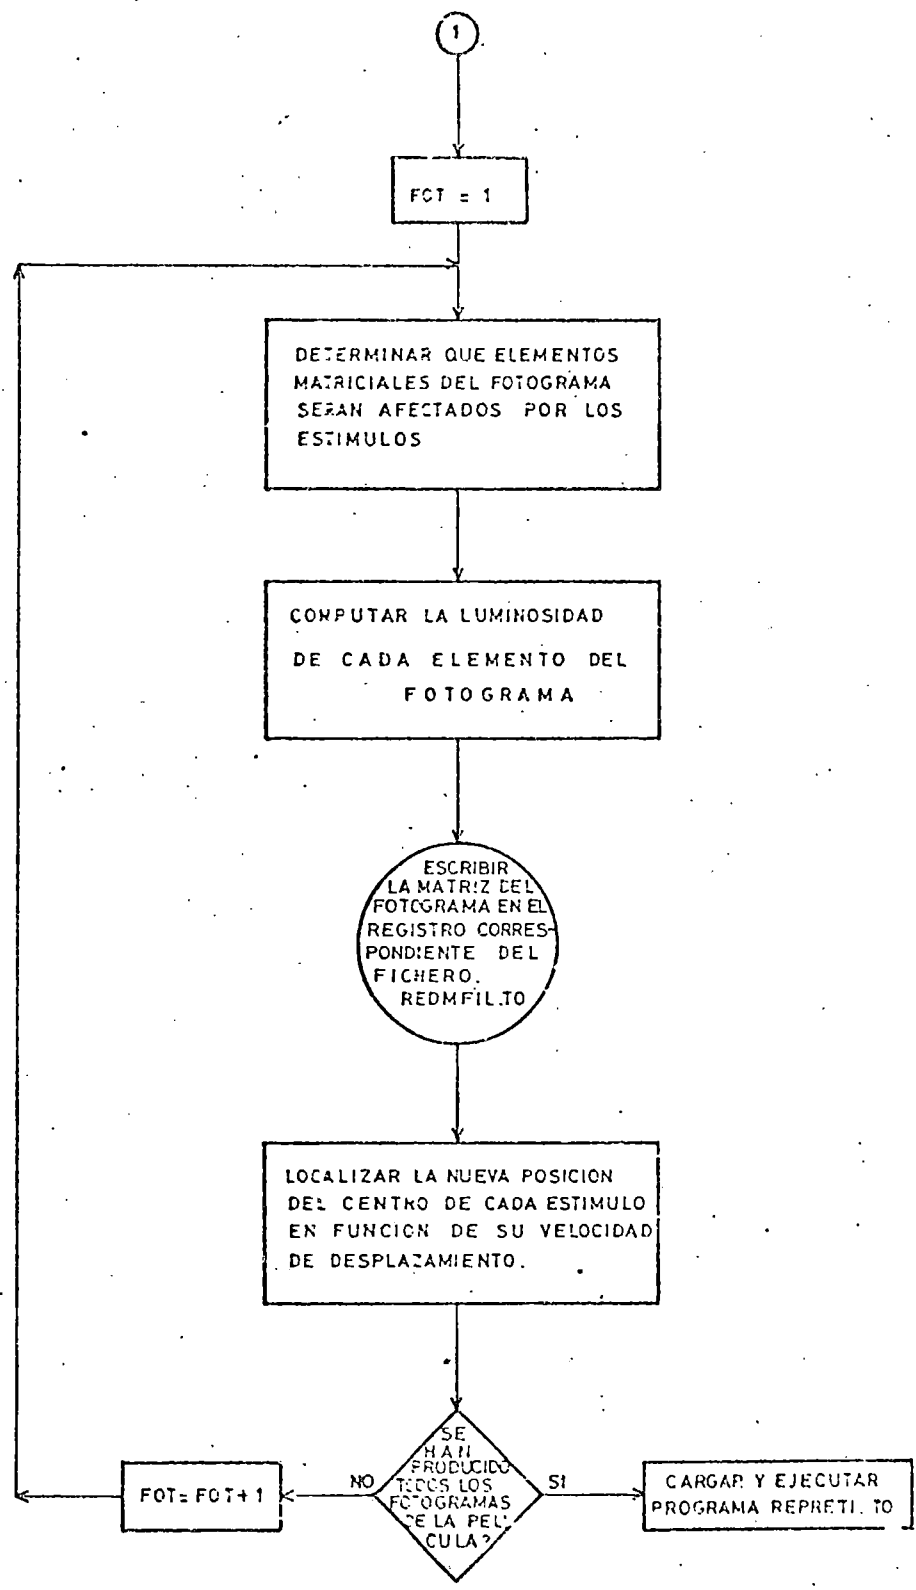 1
FOT = 1
DETERMINAR QUE ELEMENTOS
MATRICIALES DEL FOTOGRAMA
SERAN AFECTADOS POR LOS
ESTIMULOS
COMPUTAR LA LUMINOSIDAD
DE CADA ELEMENTO DEL
FOTOGRAMA
ESCRIBIR
LA MATRIZ DEL
FOTOGRAMA EN EL
REGISTRO CORRES-
PONDIENTE DEL
FICHERO.
REDMFIL.TO
LOCALIZAR LA NUEVA POSICION
DEL CENTRO DE CADA ESTIMULO
EN FUNCION DE SU VELOCIDAD
DE DESPLAZAMIENTO.
SE
HAN
PRODUCIDO
TODOS LOS
FOTOGRAMAS
DE LA PELI
CULA?
NO
SI
FOT=FOT+1
CARGAR Y EJECUTAR
PROGRAMA REPRETI.TO